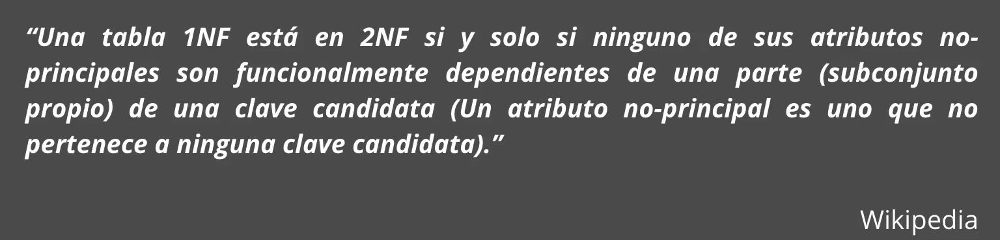 “Una tabla 1NF está en 2NF si y solo si ninguno de sus atributos no-
principales son funcionalmente dependientes de una parte (subconjunto
propio) de una clave candidata (Un atributo no-principal es uno que no
pertenece a ninguna clave candidata).”
Wikipedia